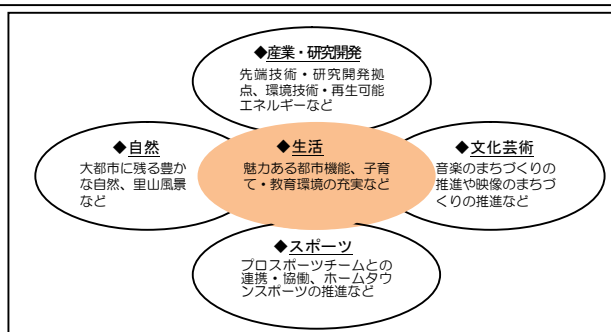 ◆産業・研究開発
先端技術・研究開発拠
点、環境技術・再生可能
エネルギーなど
◆自然
大都市に残る豊か
な自然、里山風景
など
◆生活
魅力ある都市機能、子育
て・教育環境の充実など
◆文化芸術
音楽のまちづくりの
推進や映像のまちづ
くりの推進など
◆スポーツ
プロスポーツチームとの
連携・協働、ホームタウ
ンスポーツの推進など